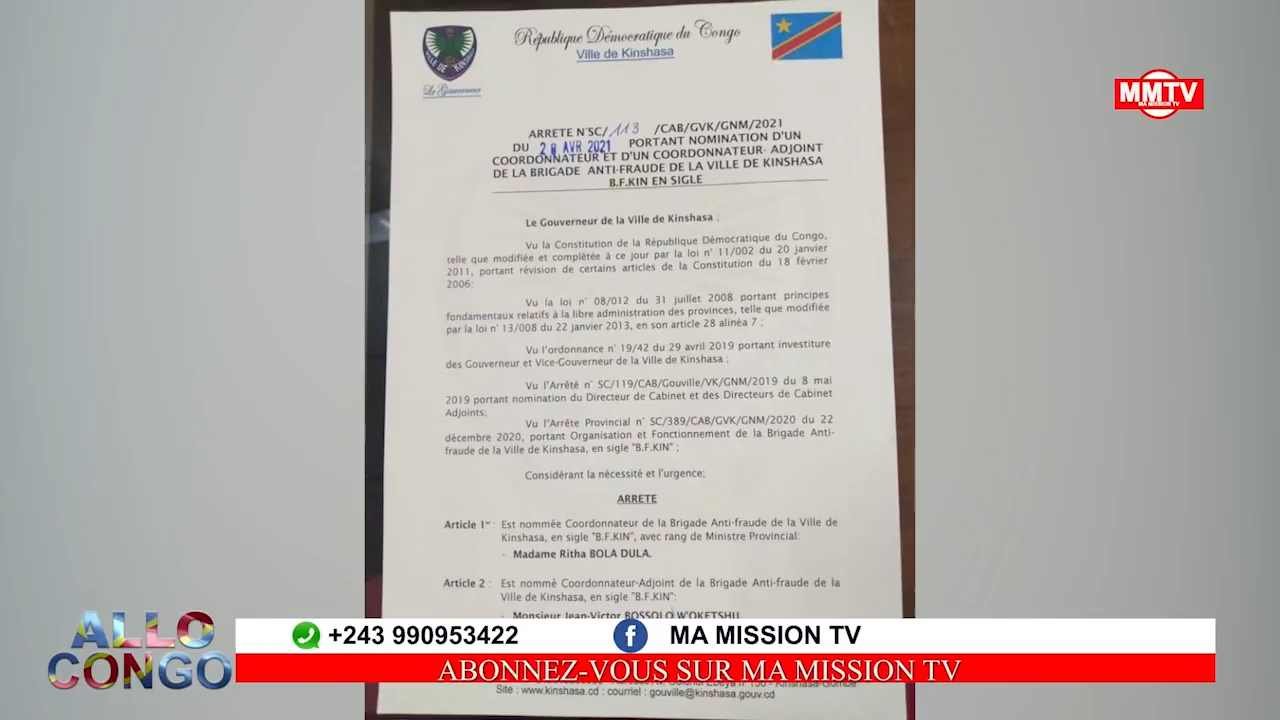 République Démocratique du Congo
Ville de Kinshasa
VILLE DE KINSHASA
Le Gouverneur
MMTV
MA MISSION TV
ARRETE N°SC/113 /CAB/GVK/GNM/2021
DU 28 AVR 2021 PORTANT NOMINATION D'UN
COORDONNATEUR ET D'UN COORDONNATEUR- ADJOINT
DE LA BRIGADE ANTI-FRAUDE DE LA VILLE DE KINSHASA
B.F.KIN EN SIGLE
Le Gouverneur de la Ville de Kinshasa ;
Vu la Constitution de la République Démocratique du Congo,
telle que modifiée et complétée à ce jour par la loi n° 11/002 du 20 janvier
2011, portant révision de certains articles de la Constitution du 18 février
2006;
Vu la loi n° 08/012 du 31 juillet 2008 portant principes
fondamentaux relatifs à la libre administration des provinces, telle que modifiée
par la loi n° 13/008 du 22 janvier 2013, en son article 28 alinéa 7 ;
Vu l'ordonnance n° 19/42 du 29 avril 2019 portant investiture
des Gouverneur et Vice-Gouverneur de la Ville de Kinshasa ;
Vu l'Arrêté n° SC/119/CAB/Gouville/VK/GNM/2019 du 8 mai
2019 portant nomination du Directeur de Cabinet et des Directeurs de Cabinet
Adjoints;
Vu l'Arrête Provincial n° SC/389/CAB/GVK/GNM/2020 du 22
décembre 2020, portant Organisation et Fonctionnement de la Brigade Anti-
fraude de la Ville de Kinshasa, en sigle "B.F.KIN" ;
Considérant la nécessité et l'urgence;
ARRETE
Article 1er : Est nommée Coordonnateur de la Brigade Anti-fraude de la Ville de
Kinshasa, en sigle "B.F.KIN", avec rang de Ministre Provincial:
- Madame Ritha BOLA DULA.
Article 2 : Est nommé Coordonnateur-Adjoint de la Brigade Anti-fraude de la
Ville de Kinshasa, en sigle "B.F.KIN":
- Monsieur Jean-Victor BOSSOLO W'OKETSHU
ALLO
CONGO
+243 990953422
MA MISSION TV
ABONNEZ-VOUS SUR MA MISSION TV
Site : www.kinshasa.cd : courriel : gouville@kinshasa.gouv.cd